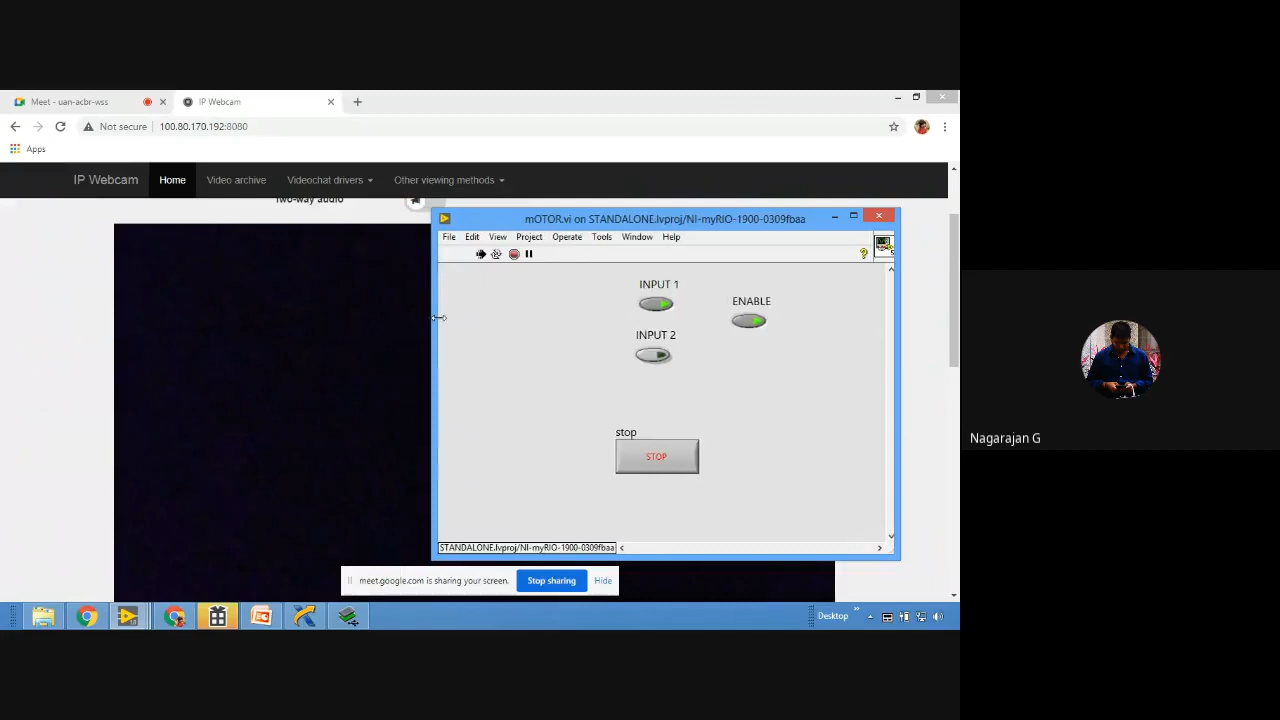 Meet - uan-acbr-wss
IP Webcam
Not secure
100.80.170.192:8080
Apps
IP Webcam
Home
Video archive
Videochat drivers
Other viewing methods
Two-way audio
mOTOR.vi on STANDALONE.lvproj/NI-myRIO-1900-0309fbaa
File Edit View Project Operate Tools Window Help
INPUT 1
ENABLE
INPUT 2
stop
STOP
STANDALONE.lvproj/NI-myRIO-1900-0309fbaa
meet.google.com is sharing your screen.
Stop sharing
Hide
Desktop
Nagarajan G